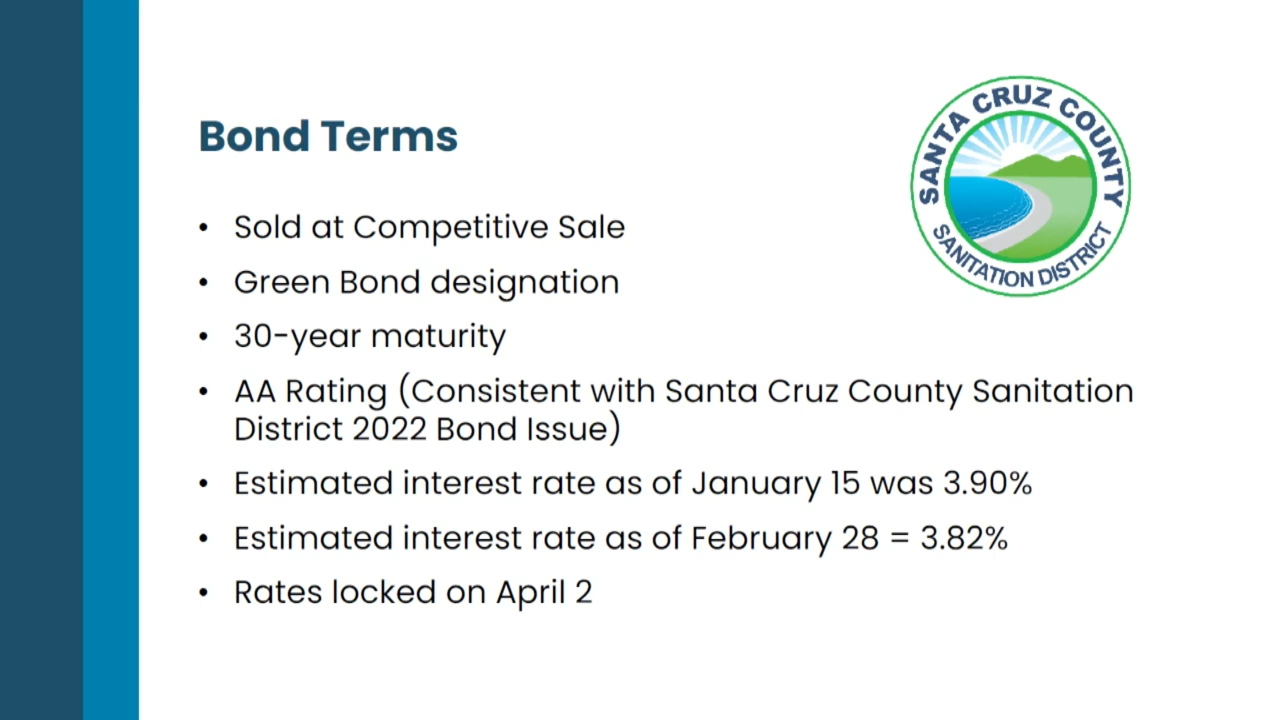 SANTA CRUZ COUNTY
SANITATION DISTRICT
Bond Terms
• Sold at Competitive Sale
• Green Bond designation
• 30-year maturity
• AA Rating (Consistent with Santa Cruz County Sanitation
District 2022 Bond Issue)
• Estimated interest rate as of January 15 was 3.90%
• Estimated interest rate as of February 28 = 3.82%
• Rates locked on April 2